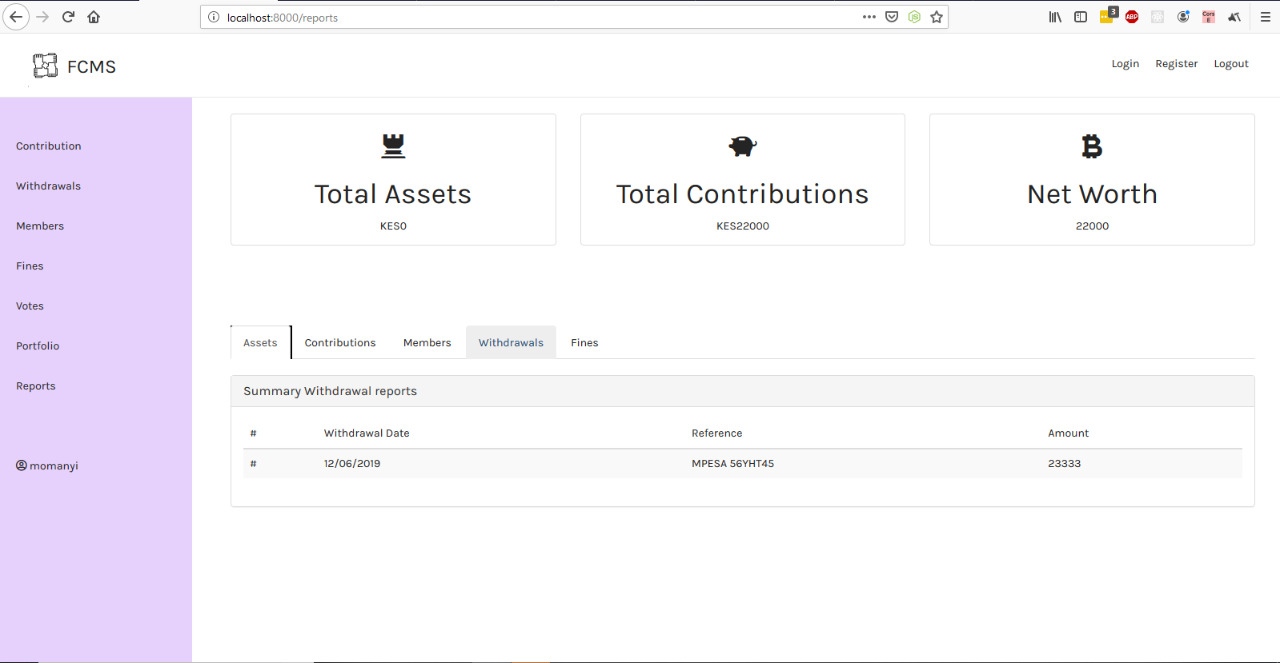 localhost:8000/reports
3
ABP
FCMS
Login Register Logout
Contribution
Withdrawals
Members
Fines
Votes
Portfolio
Reports
momanyi
Total Assets
KES0
Total Contributions
KES22000
Net Worth
22000
Assets Contributions Members Withdrawals Fines
Summary Withdrawal reports
# Withdrawal Date Reference Amount
# 12/06/2019 MPESA 56YHT45 23333